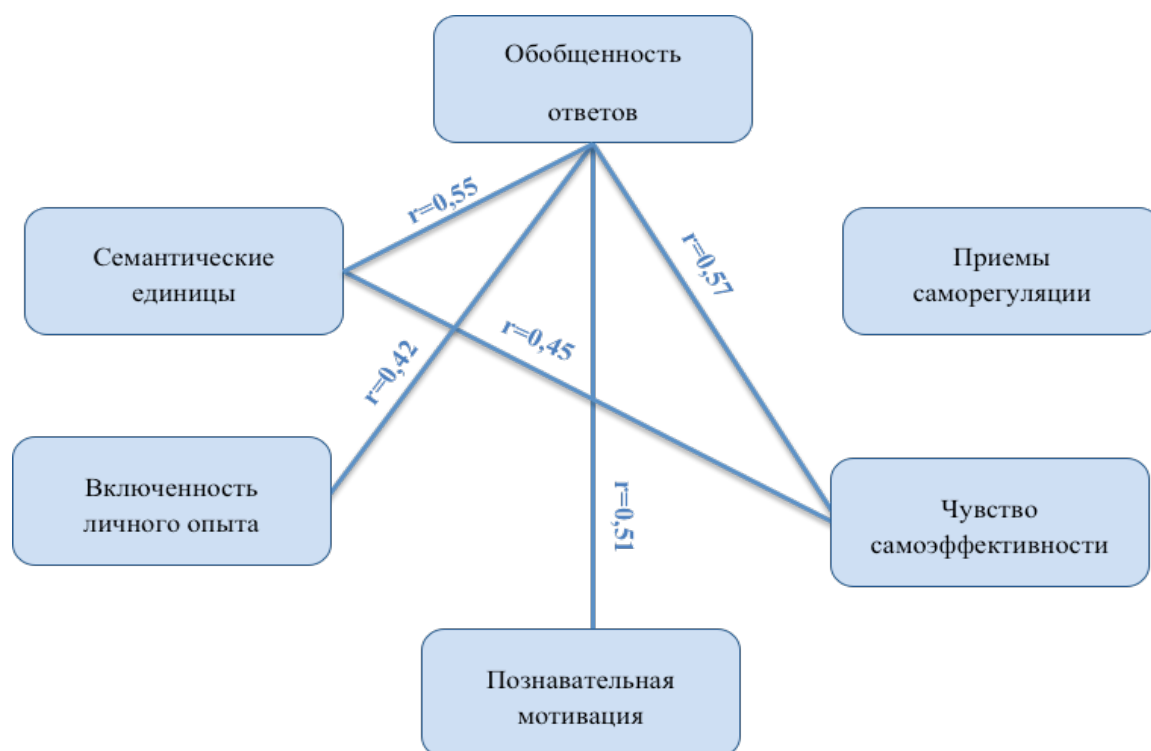 Обобщенность
ответов
r=0,55
Семантические
единицы
r=0,57
Приемы
саморегуляции
r=0,42
r=0,45
Включенность
личного опыта
r=0,51
Чувство
самоэффективности
Познавательная
мотивация